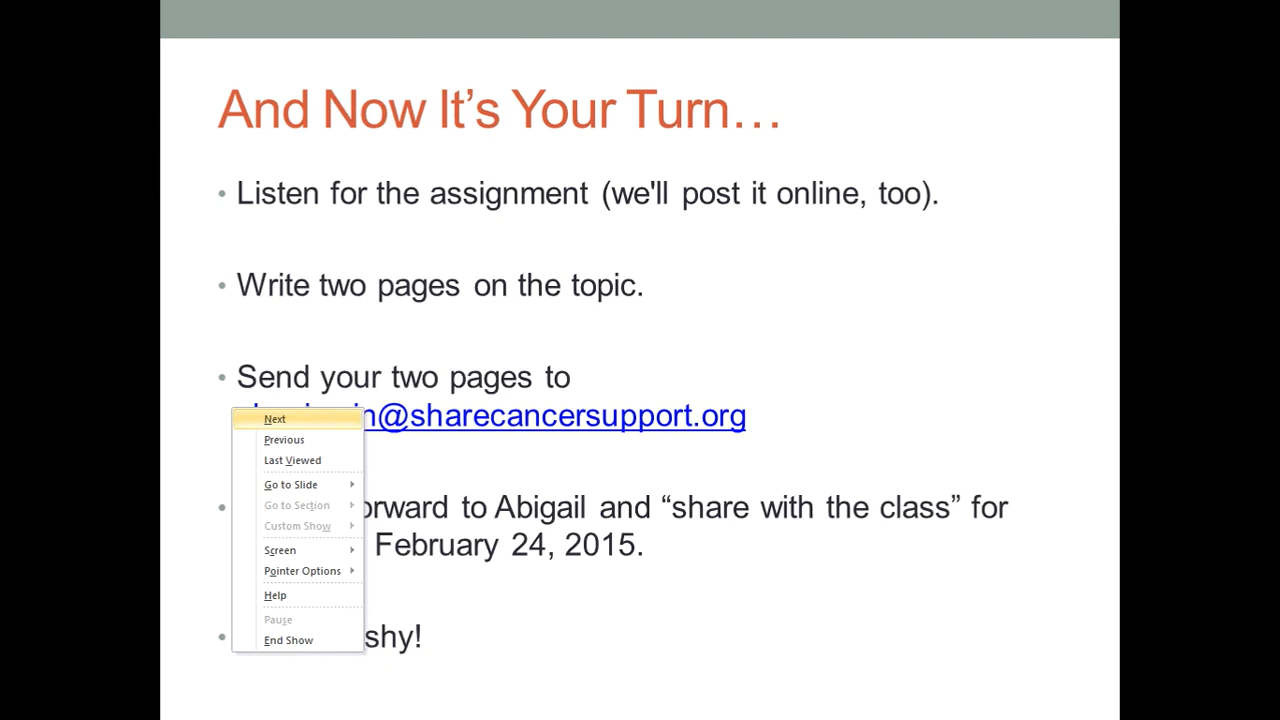 And Now It’s Your Turn…
• Listen for the assignment (we'll post it online, too).
• Write two pages on the topic.
• Send your two pages to
@sharecancersupport.org
• to Abigail and “share with the class” for
February 24, 2015.
• shy!
Next
Previous
Last Viewed
Go to Slide
Go to Section
Custom Show
Screen
Pointer Options
Help
Pause
End Show